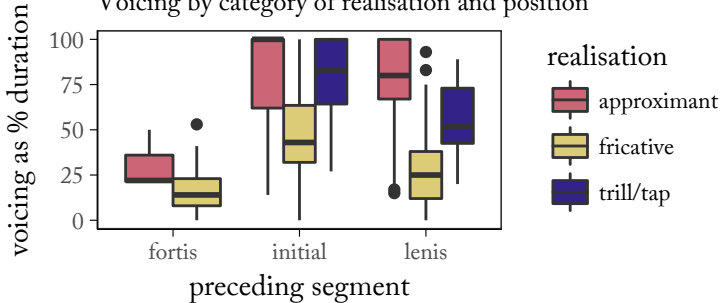 Voicing by category of realisation and position
voicing as % duration
100
75
50
25
0
fortis
initial
lenis
preceding segment
realisation
approximant
fricative
trill/tap